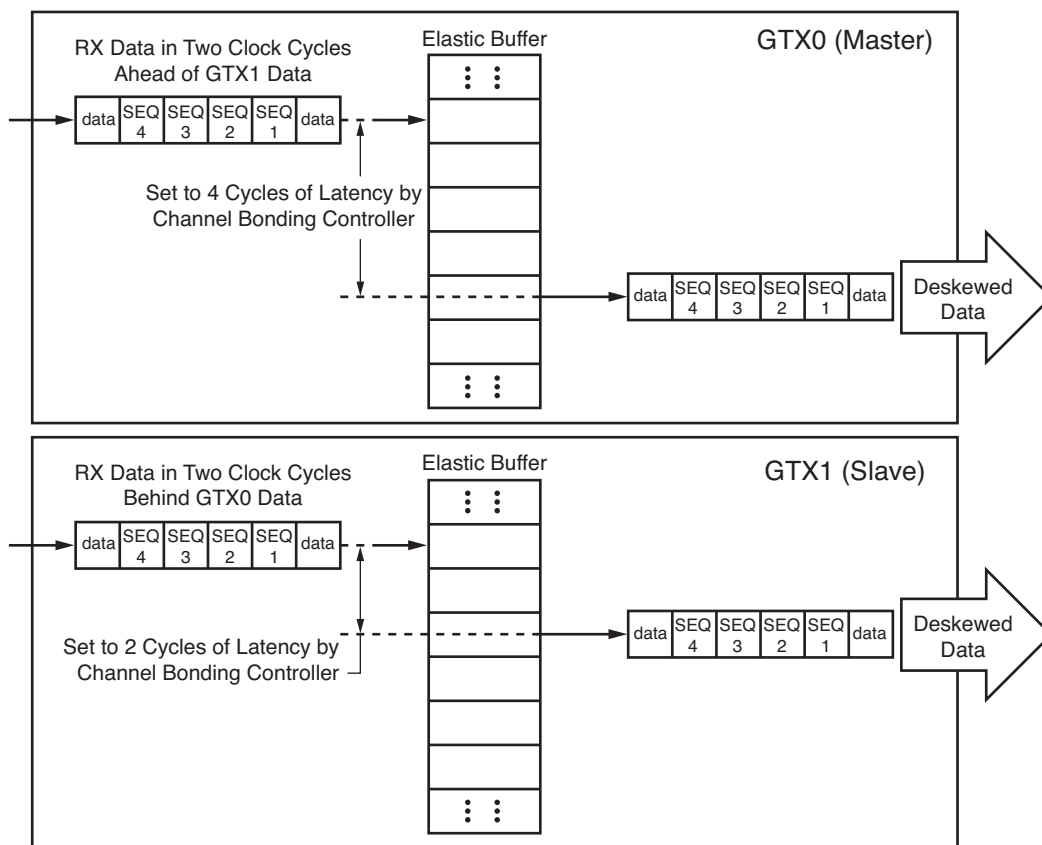 GTX0 (Master)
RX Data in Two Clock Cycles
Ahead of GTX1 Data
Elastic Buffer
data SEQ 4 SEQ 3 SEQ 2 SEQ 1 data
Set to 4 Cycles of Latency by
Channel Bonding Controller
data SEQ 4 SEQ 3 SEQ 2 SEQ 1 data
Deskewed
Data
GTX1 (Slave)
RX Data in Two Clock Cycles
Behind GTX0 Data
Elastic Buffer
data SEQ 4 SEQ 3 SEQ 2 SEQ 1 data
Set to 2 Cycles of Latency by
Channel Bonding Controller
data SEQ 4 SEQ 3 SEQ 2 SEQ 1 data
Deskewed
Data